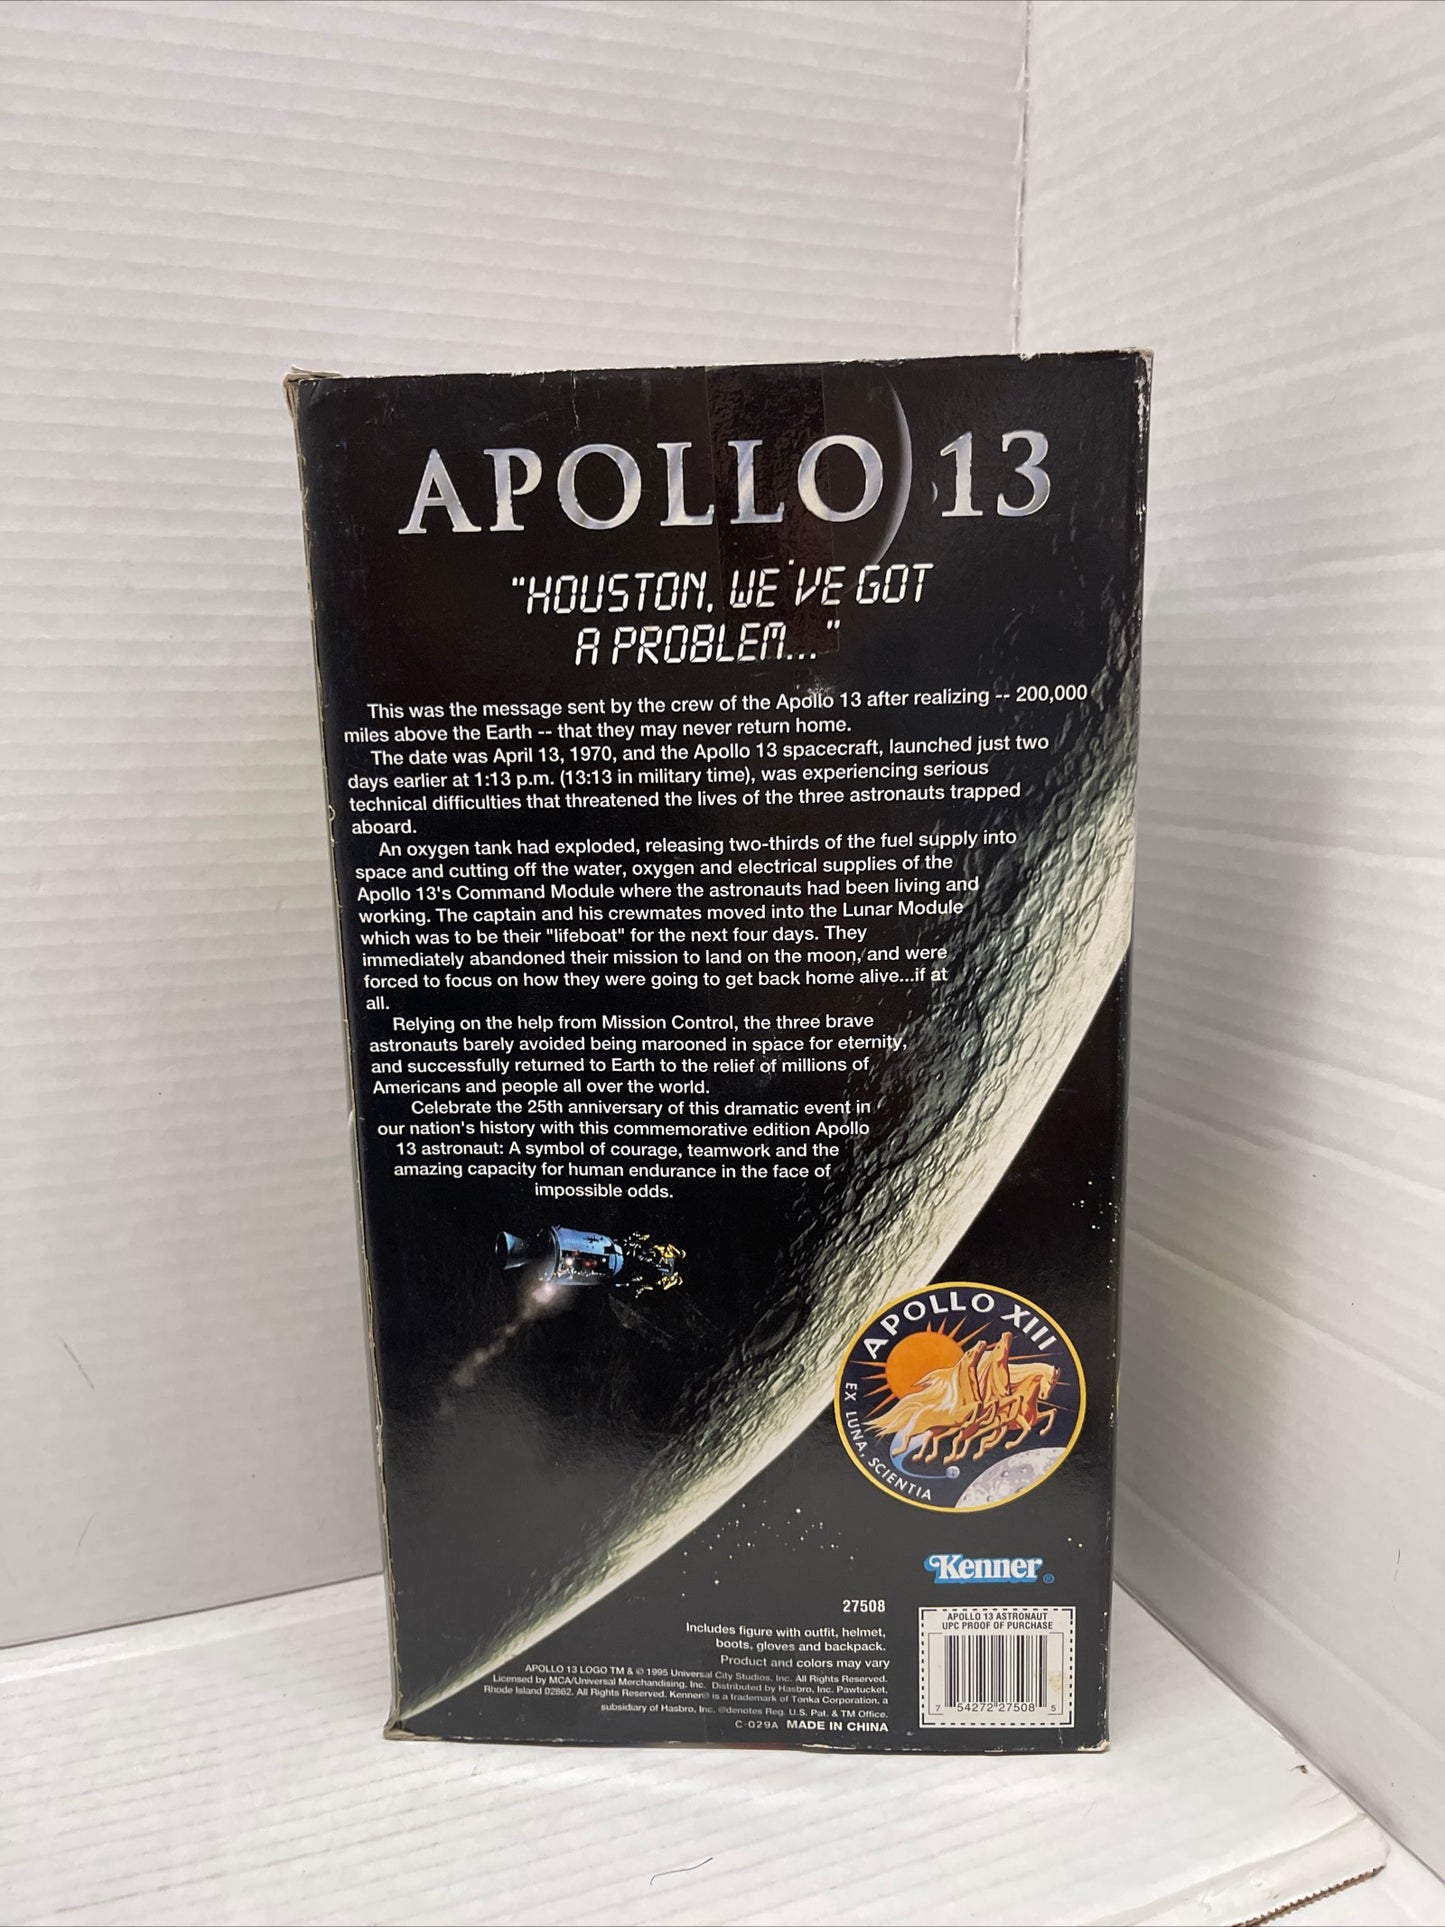 APOLLO 13
"HOUSTON, WE'VE GOT
A PROBLEM..."
This was the message sent by the crew of the Apollo 13 after realizing -- 200,000
miles above the Earth -- that they may never return home.
The date was April 13, 1970, and the Apollo 13 spacecraft, launched just two
days earlier at 1:13 p.m. (13:13 in military time), was experiencing serious
technical difficulties that threatened the lives of the three astronauts trapped
aboard.
An oxygen tank had exploded, releasing two-thirds of the fuel supply into
space and cutting off the water, oxygen and electrical supplies of the
Apollo 13's Command Module where the astronauts had been living and
working. The captain and his crewmates moved into the Lunar Module
which was to be their "lifeboat" for the next four days. They
immediately abandoned their mission to land on the moon, and were
forced to focus on how they were going to get back home alive...if at
all.
Relying on the help from Mission Control, the three brave
astronauts barely avoided being marooned in space for eternity,
and successfully returned to Earth to the relief of millions of
Americans and people all over the world.
Celebrate the 25th anniversary of this dramatic event in
our nation's history with this commemorative edition Apollo
13 astronaut: A symbol of courage, teamwork and the
amazing capacity for human endurance in the face of
impossible odds.
APOLLO XIII
EX LUNA, SCIENTIA
Kenner®
27508
Includes figure with outfit, helmet,
boots, gloves and backpack.
Product and colors may vary
APOLLO 13 LOGO TM & © 1995 Universal City Studios, Inc. All Rights Reserved.
Licensed by MCA/Universal Merchandising, Inc. Distributed by Hasbro, Inc. Pawtucket,
Rhode Island 02862. All Rights Reserved. Kenner® is a trademark of Tonka Corporation, a
subsidiary of Hasbro, Inc. ®denotes Reg. U.S. Pat. & TM Office.
C-029A MADE IN CHINA
APOLLO 13 ASTRONAUT
UPC PROOF OF PURCHASE
7 54272 27508 5